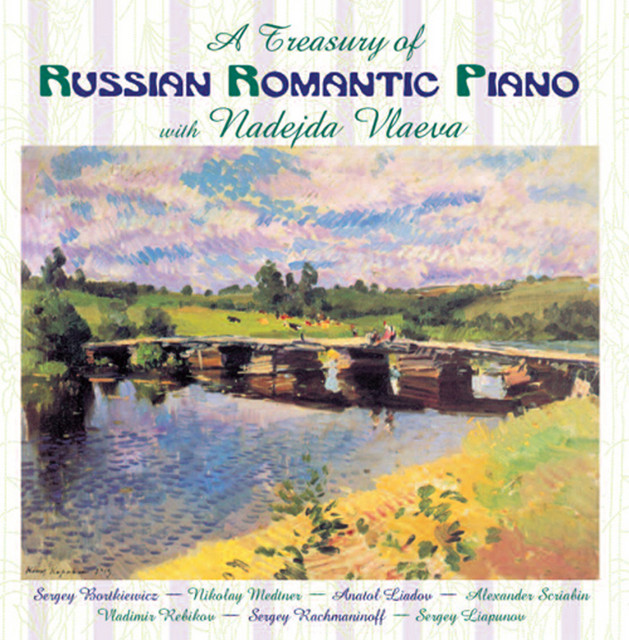 A Treasury of
Russian Romantic Piano
with Nadejda Vlaeva
Sergey Bortkiewicz — Nikolay Medtner — Anatol Liadov — Alexander Scriabin
Vladimir Rebikov — Sergey Rachmaninoff — Sergey Liapunov